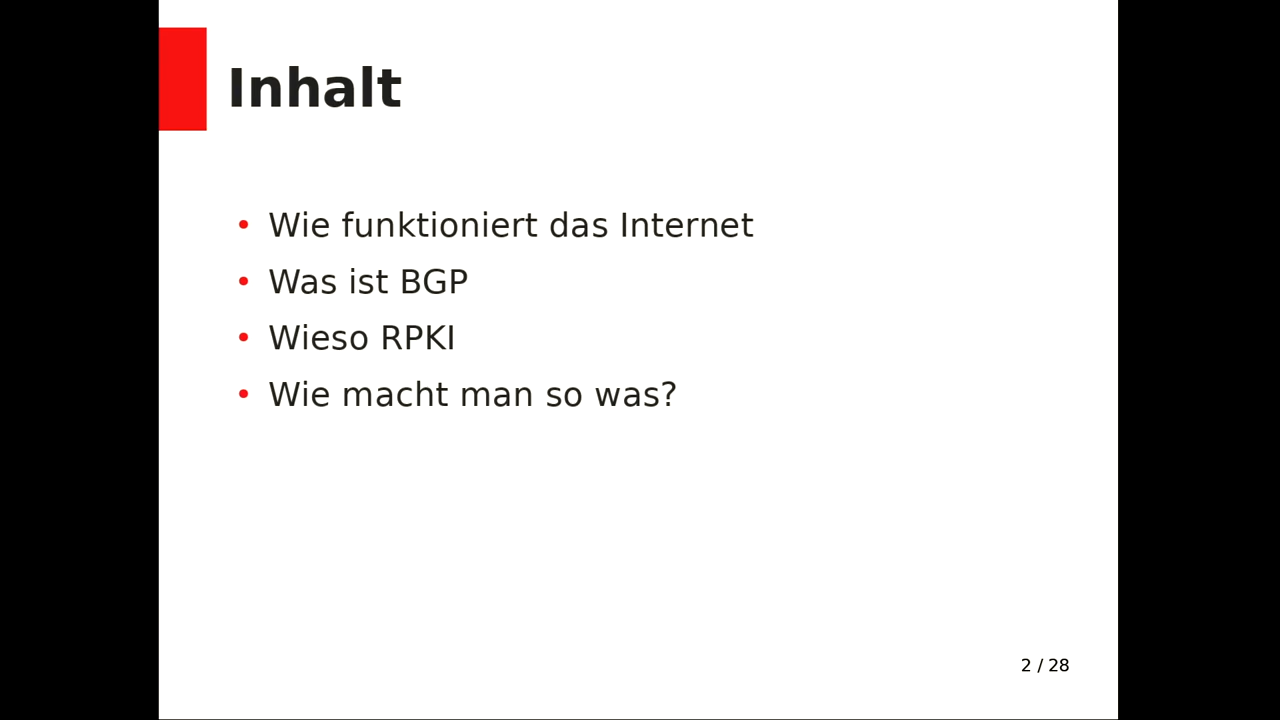 Inhalt
• Wie funktioniert das Internet
• Was ist BGP
• Wieso RPKI
• Wie macht man so was?
2 / 28